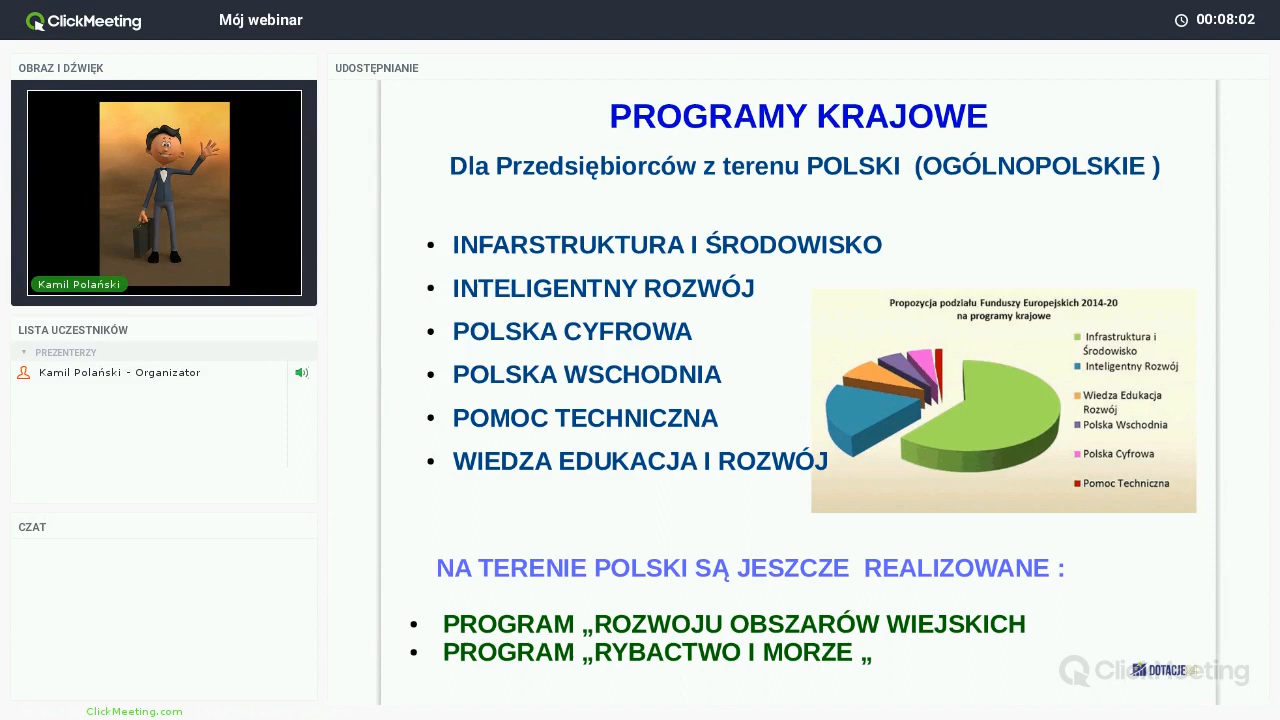 ClickMeeting
Mój webinar
00:08:02
OBRAZ I DŹWIĘK
Kamil Polański
LISTA UCZESTNIKÓW
PREZENTERZY
Kamil Polański - Organizator
CZAT
ClickMeeting.com
UDOSTĘPNIANIE
PROGRAMY KRAJOWE
Dla Przedsiębiorców z terenu POLSKI (OGÓLNOPOLSKIE )
• INFARSTRUKTURA I ŚRODOWISKO
• INTELIGENTNY ROZWÓJ
• POLSKA CYFROWA
• POLSKA WSCHODNIA
• POMOC TECHNICZNA
• WIEDZA EDUKACJA I ROZWÓJ
Propozycja podziału Funduszy Europejskich 2014-20
na programy krajowe
Infrastruktura i
Środowisko
Inteligentny Rozwój
Wiedza Edukacja
Rozwój
Polska Wschodnia
Polska Cyfrowa
Pomoc Techniczna
NA TERENIE POLSKI SĄ JESZCZE REALIZOWANE :
• PROGRAM „ROZWOJU OBSZARÓW WIEJSKICH
• PROGRAM „RYBACTWO I MORZE „
ClickMeeting